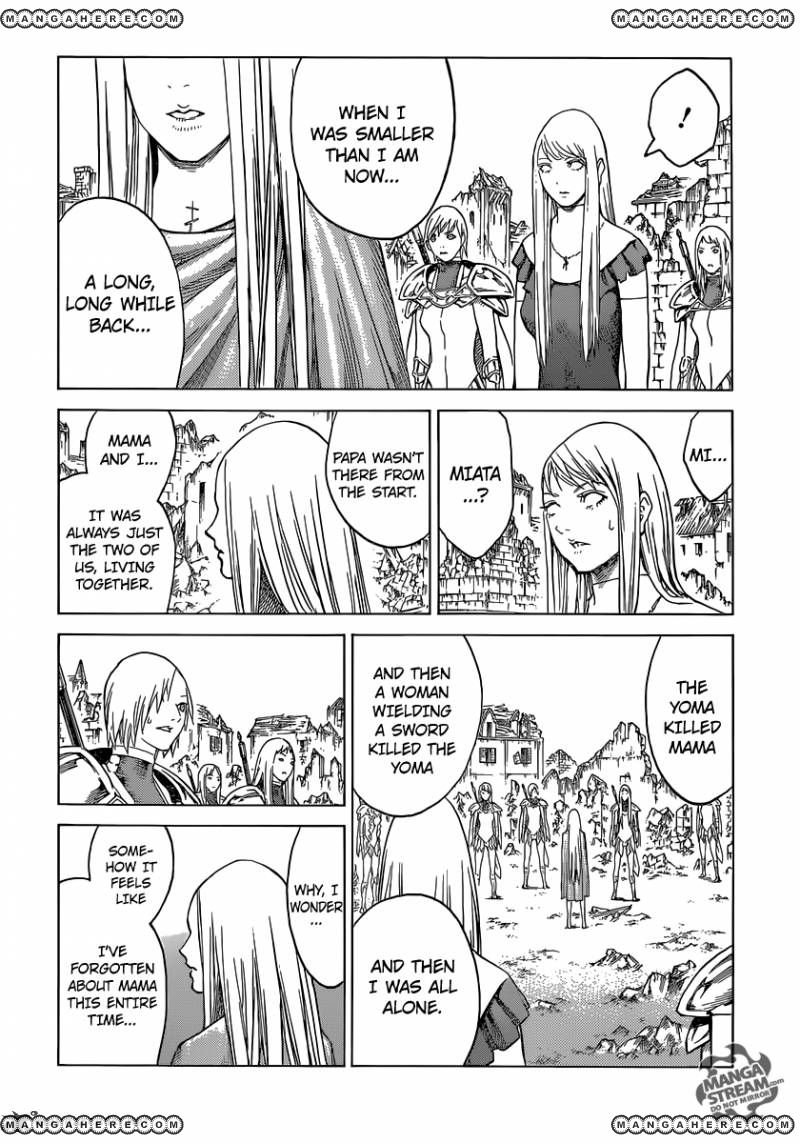 MANGAHERE.COM
MANGAHERE.COM
!
WHEN I
WAS SMALLER
THAN I AM
NOW...
A LONG,
LONG WHILE
BACK...
MI...
MIATA
...?
PAPA WASN'T
THERE FROM
THE START.
MAMA
AND I...
IT WAS
ALWAYS JUST
THE TWO OF
US, LIVING
TOGETHER.
THE
YOMA
KILLED
MAMA
AND THEN
A WOMAN
WIELDING
A SWORD
KILLED THE
YOMA
AND THEN
I WAS ALL
ALONE.
WHY, I
WONDER
...
SOME-
HOW IT
FEELS
LIKE
I'VE
FORGOTTEN
ABOUT MAMA
THIS ENTIRE
TIME...
MANGA
STREAM.com
DO NOT MIRROR!
MANGAHERE.COM
MANGAHERE.COM